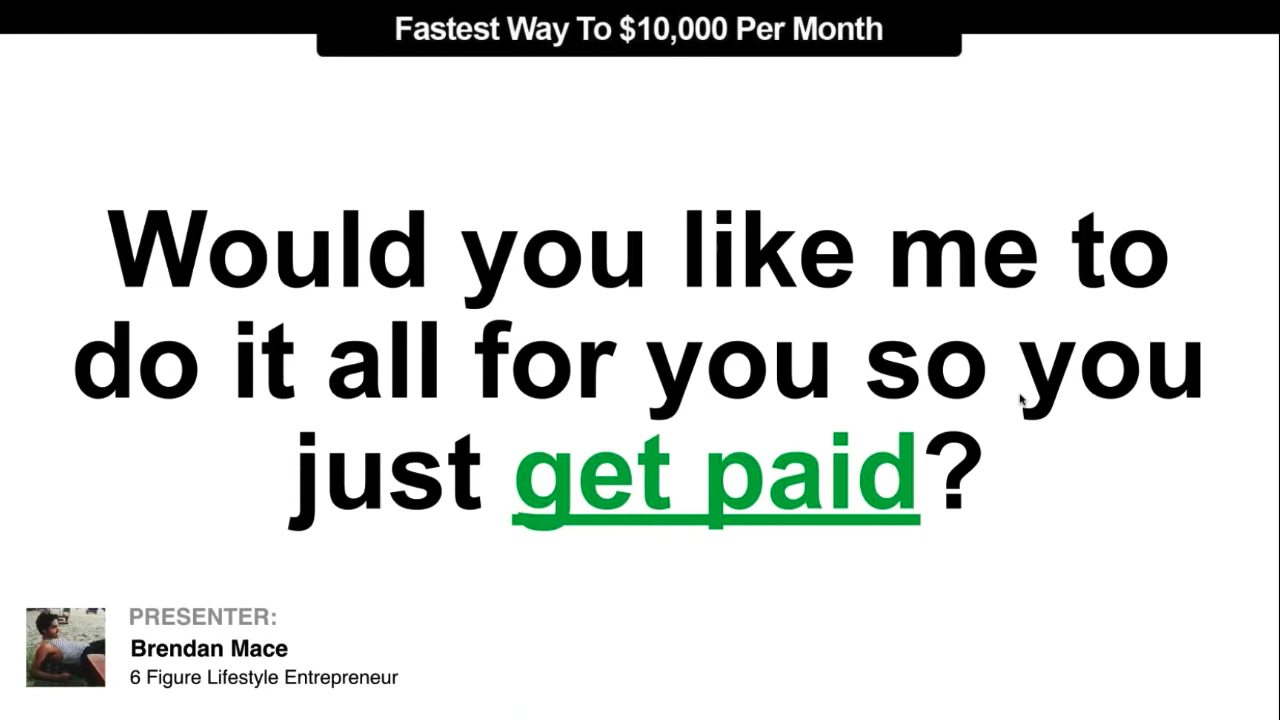 Fastest Way To $10,000 Per Month
Would you like me to
do it all for you so you
just get paid?
PRESENTER:
Brendan Mace
6 Figure Lifestyle Entrepreneur